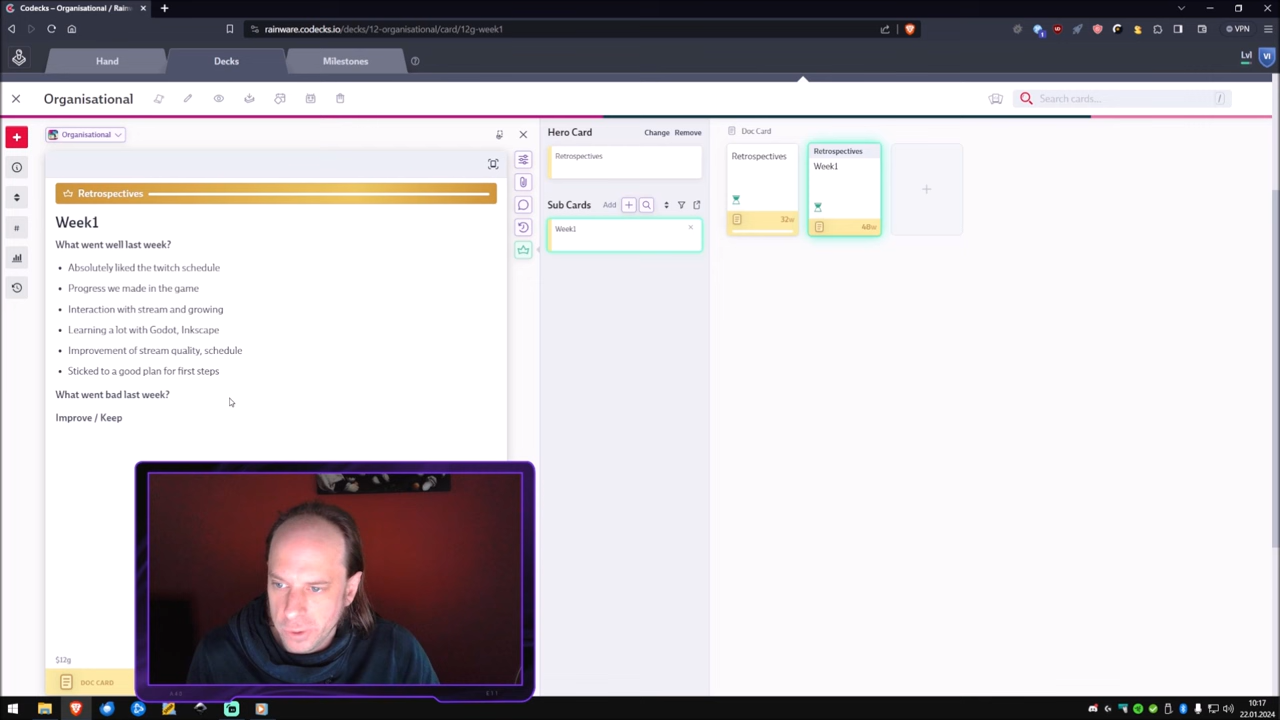 Codecks – Organisational / Rain
rainware.codecks.io/decks/12-organisational/card/12g-week1
VPN
Hand
Decks
Milestones
Lvl
VI
Organisational
Search cards...
/
Organisational
Hero Card
Change
Remove
Doc Card
Retrospectives
Retrospectives
Retrospectives
Week1
Retrospectives
Week1
What went well last week?
Sub Cards
Add
Week1
32w
48w
Absolutely liked the twitch schedule
Progress we made in the game
Interaction with stream and growing
Learning a lot with Godot, Inkscape
Improvement of stream quality, schedule
Sticked to a good plan for first steps
What went bad last week?
Improve / Keep
$12g
DOC CARD
10:17
22.01.2024